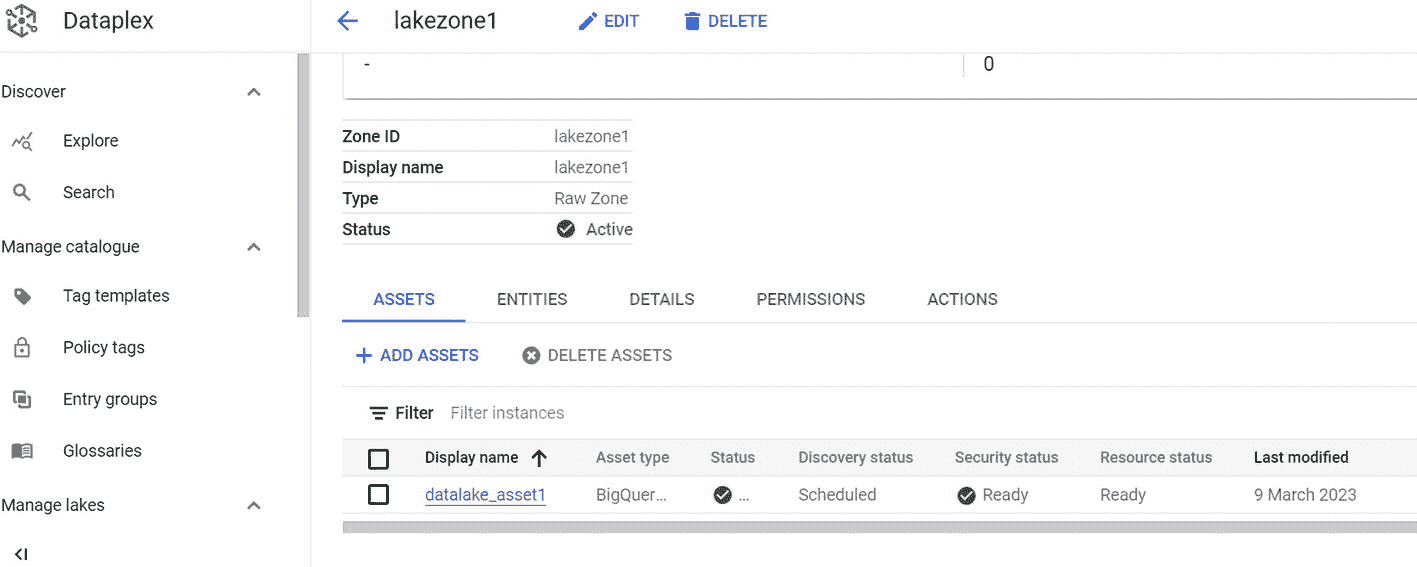 Dataplex
Discover
Explore
Search
Manage catalogue
Tag templates
Policy tags
Entry groups
Glossaries
Manage lakes
lakezone1 EDIT DELETE
- 0
Zone ID lakezone1
Display name lakezone1
Type Raw Zone
Status Active
ASSETS ENTITIES DETAILS PERMISSIONS ACTIONS
+ ADD ASSETS DELETE ASSETS
Filter Filter instances
Display name Asset type Status Discovery status Security status Resource status Last modified
datalake_asset1 BigQuer... ... Scheduled Ready Ready 9 March 2023